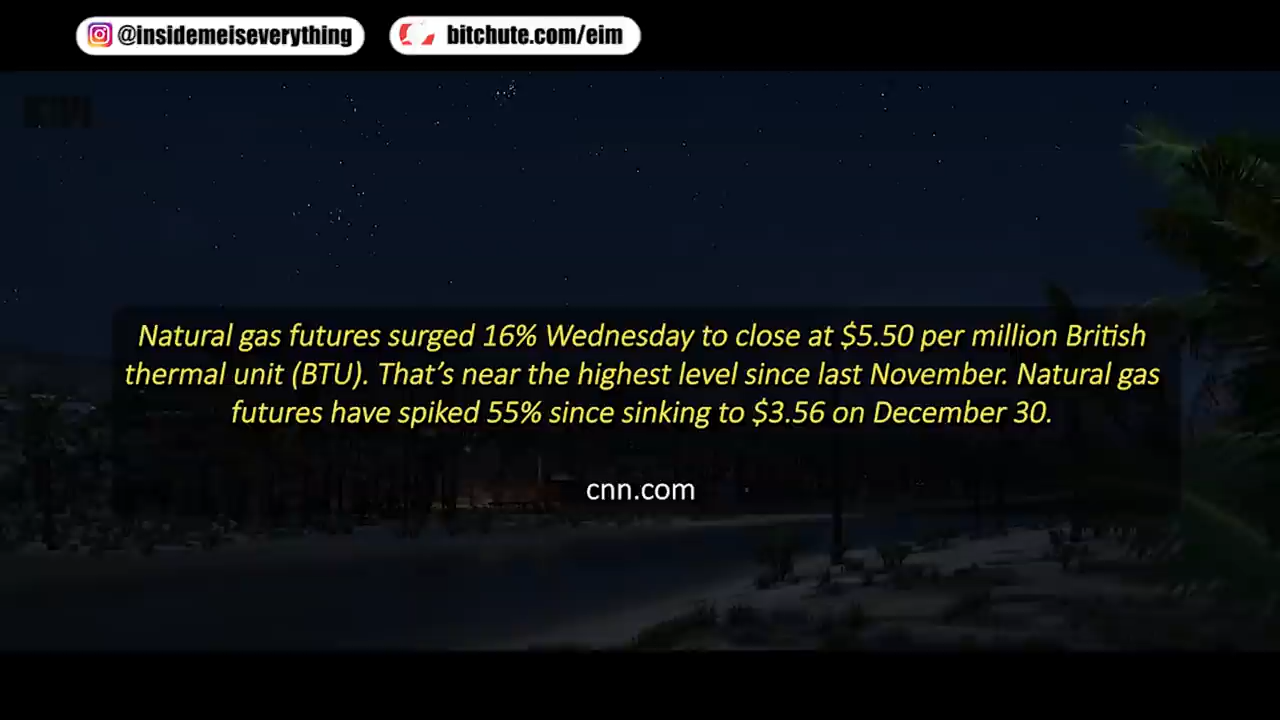 @insidemeiseverything
bitchute.com/eim
Natural gas futures surged 16% Wednesday to close at $5.50 per million British
thermal unit (BTU). That’s near the highest level since last November. Natural gas
futures have spiked 55% since sinking to $3.56 on December 30.
cnn.com